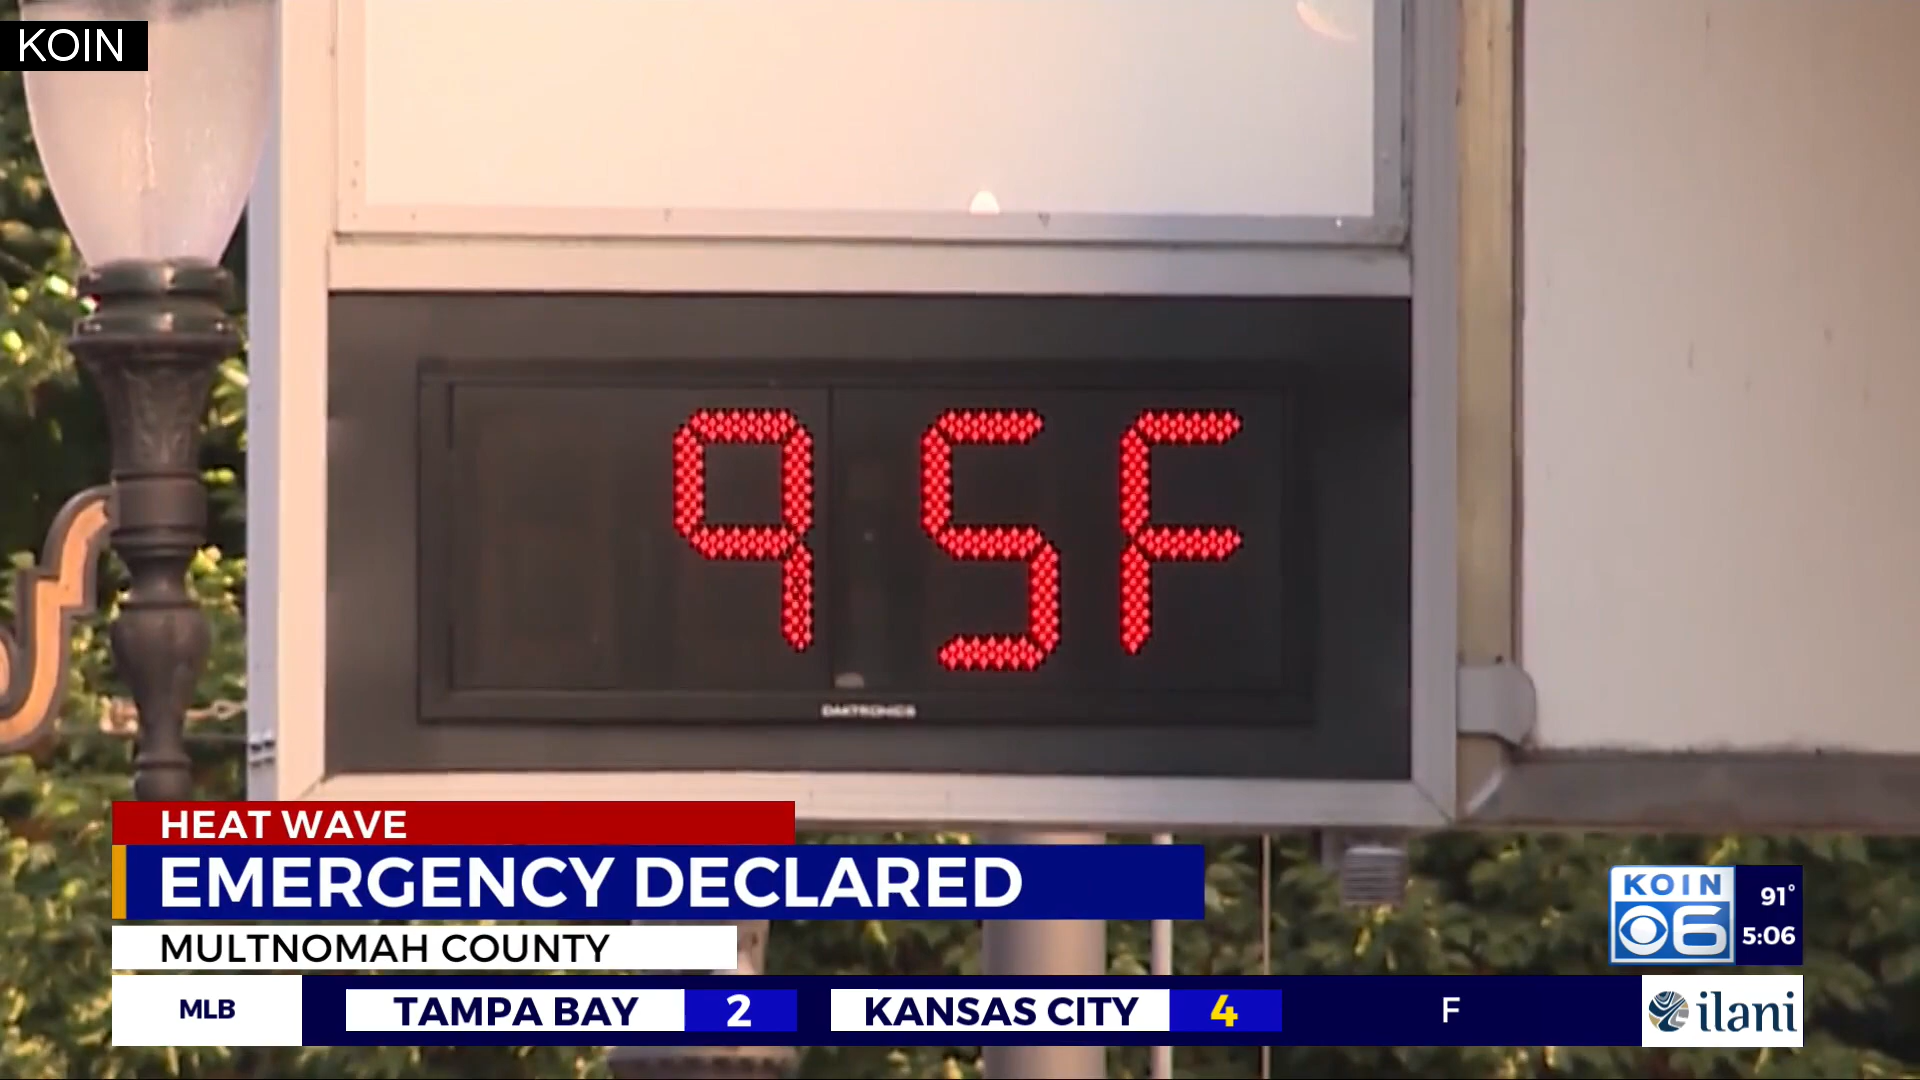 KOIN
95F
DAKTRONICS
HEAT WAVE
EMERGENCY DECLARED
MULTNOMAH COUNTY
KOIN
6
91°
5:06
MLB TAMPA BAY 2 KANSAS CITY 4 F
ilani